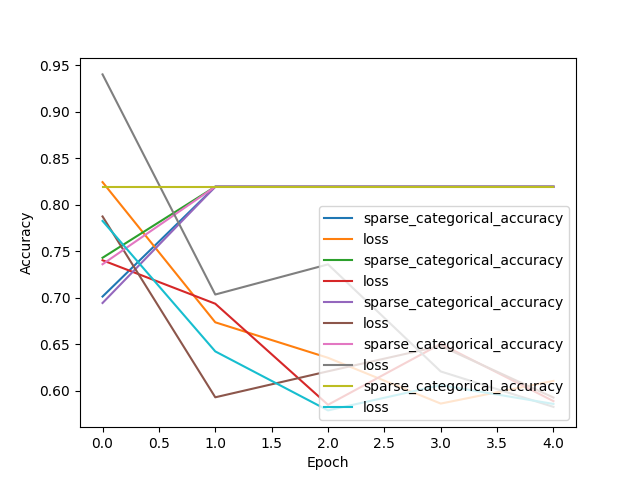 0.95
0.90
0.85
0.80
0.75
0.70
0.65
0.60
Accuracy
sparse_categorical_accuracy
loss
sparse_categorical_accuracy
loss
sparse_categorical_accuracy
loss
sparse_categorical_accuracy
loss
sparse_categorical_accuracy
loss
0.0 0.5 1.0 1.5 2.0 2.5 3.0 3.5 4.0
Epoch